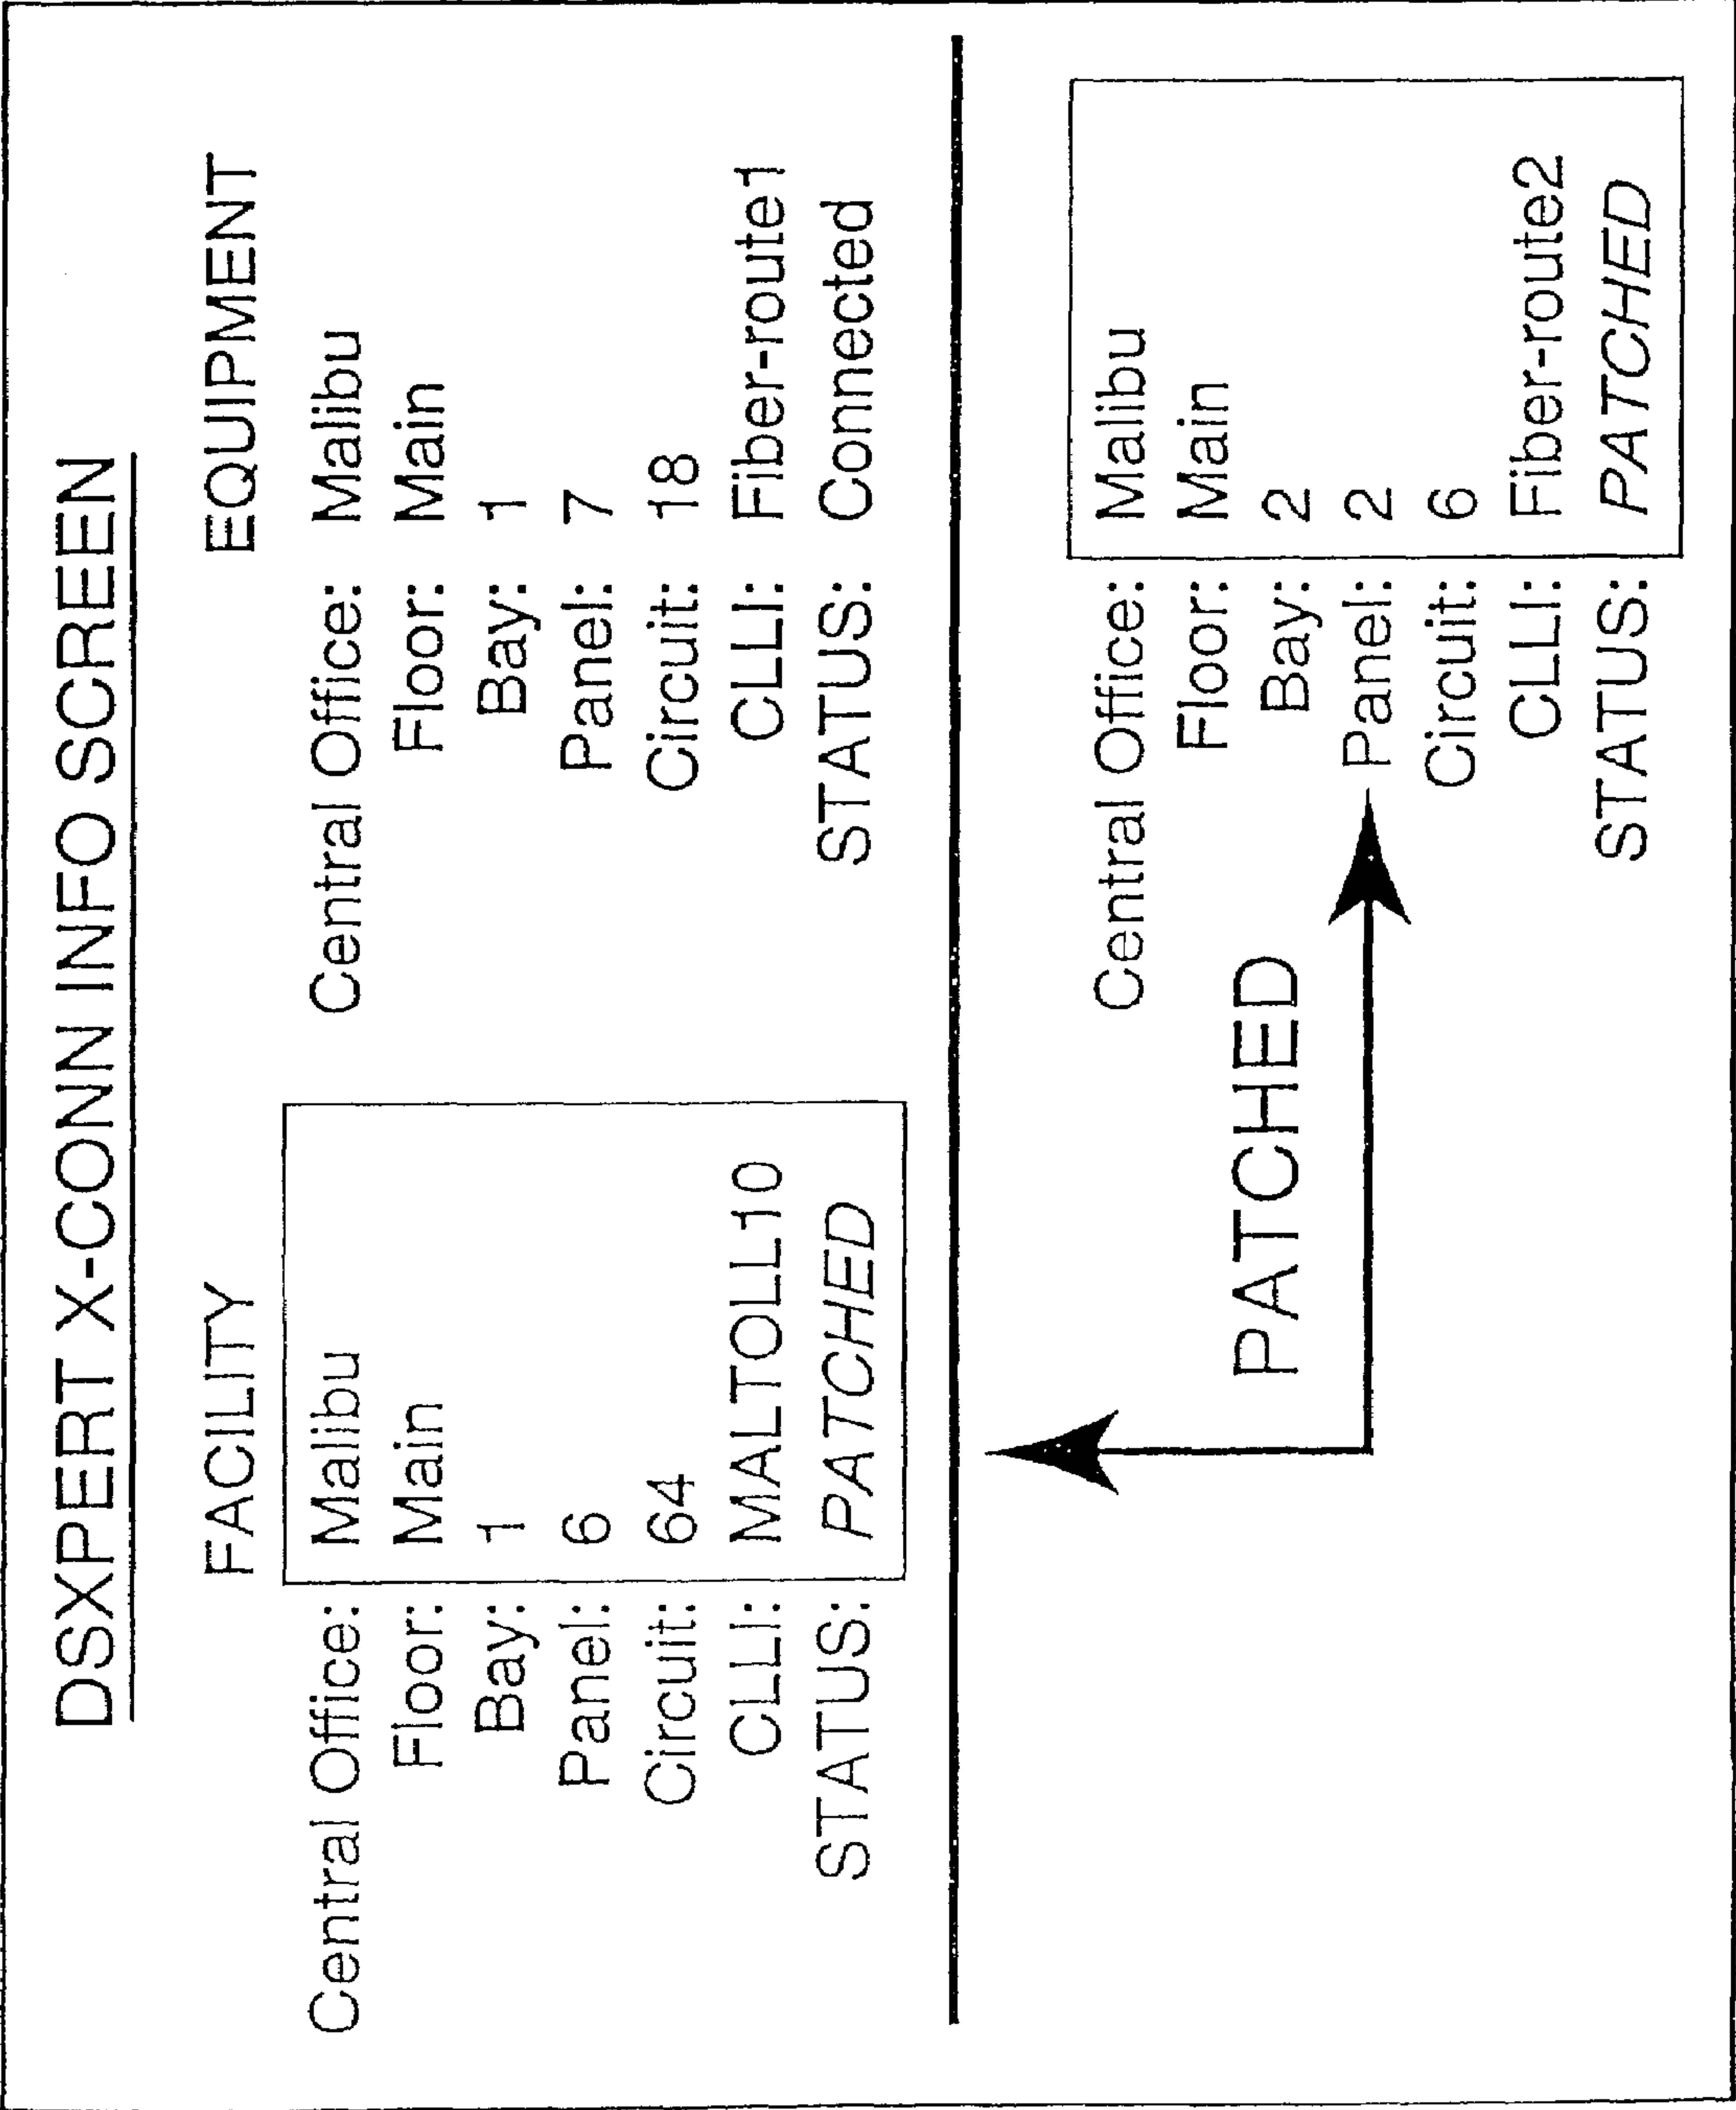 DSXPERT X-CONN INFO SCREEN
FACILITY EQUIPMENT
Central Office: Malibu Central Office: Malibu
Floor: Main Floor: Main
Bay: 1 Bay: 1
Panel: 6 Panel: 7
Circuit: 64 Circuit: 18
CLLI: MALTOLL10 CLLI: Fiber-route1
STATUS: PATCHED STATUS: Connected
Central Office: Malibu
Floor: Main
PATCHED Bay: 2
Panel: 2
Circuit: 6
CLLI: Fiber-route2
STATUS: PATCHED